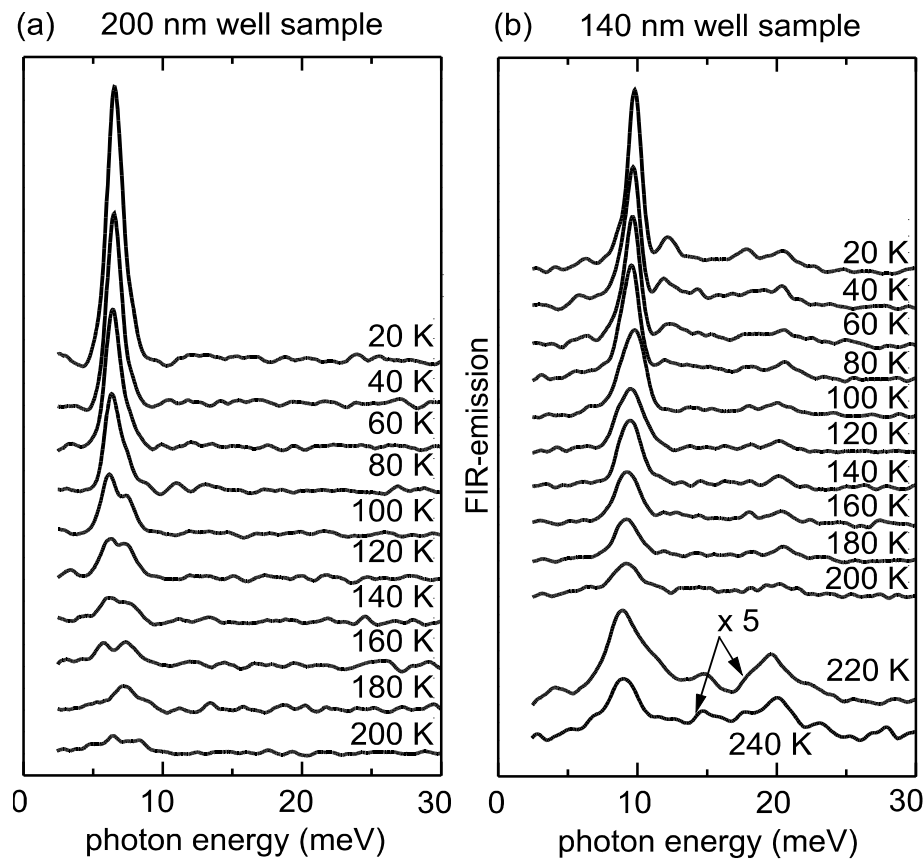 (a) 200 nm well sample
20 K
40 K
60 K
80 K
100 K
120 K
140 K
160 K
180 K
200 K
0 10 20 30
photon energy (meV)
(b) 140 nm well sample
FIR-emission
20 K
40 K
60 K
80 K
100 K
120 K
140 K
160 K
180 K
200 K
x 5
220 K
240 K
0 10 20 30
photon energy (meV)